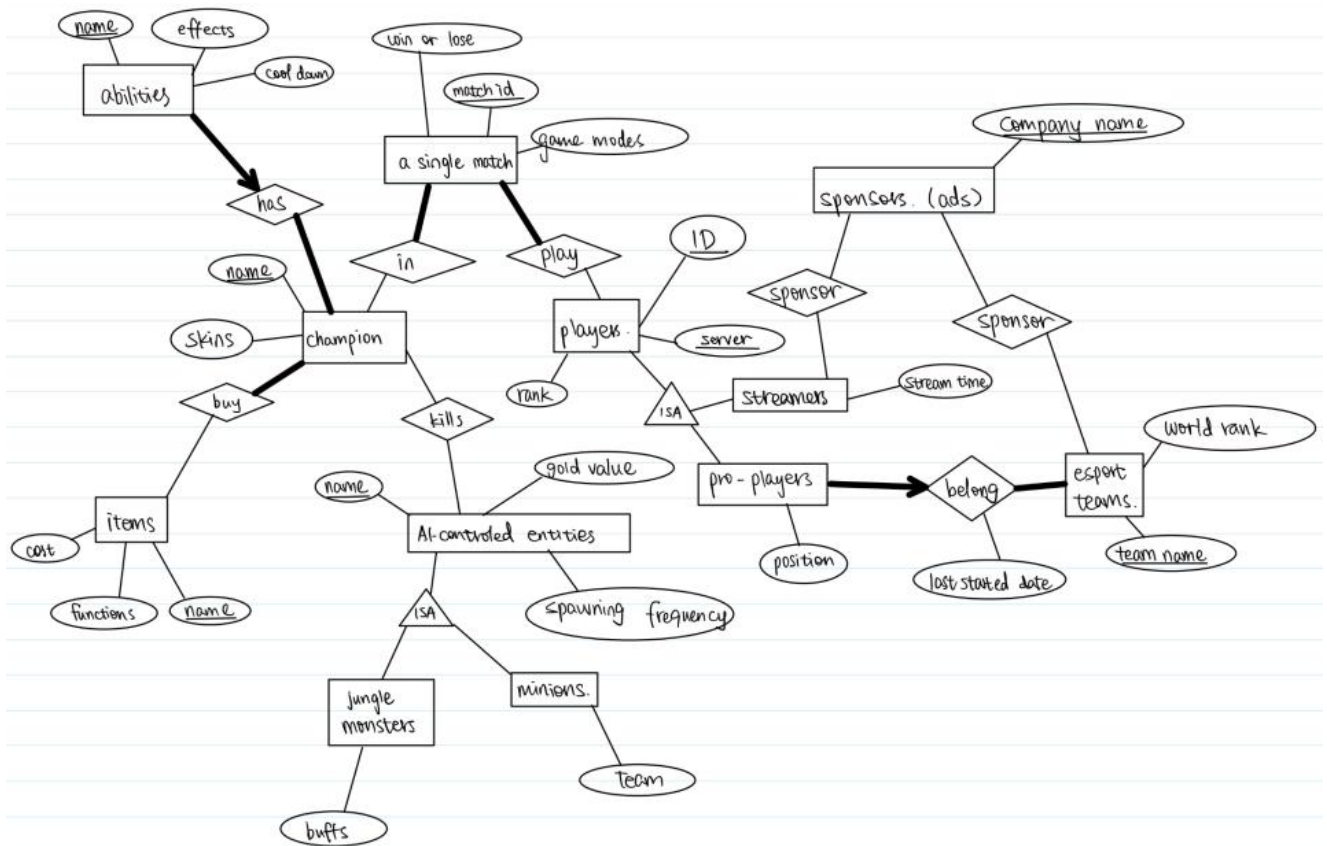 name
effects
cool down
abilities
win or lose
match id
game modes
a single match
company name
sponsors. (ads)
has
in
play
ID
sponsor
sponsor
name
skins
champion
players.
server
rank
ISA
streamers
stream time
buy
kills
world rank
name
gold value
pro-players
belong
esport
teams.
items
AI-controled entities
cost
position
last started date
team name
functions
name
ISA
spawning frequency
jungle
monsters
minions.
Team
buffs